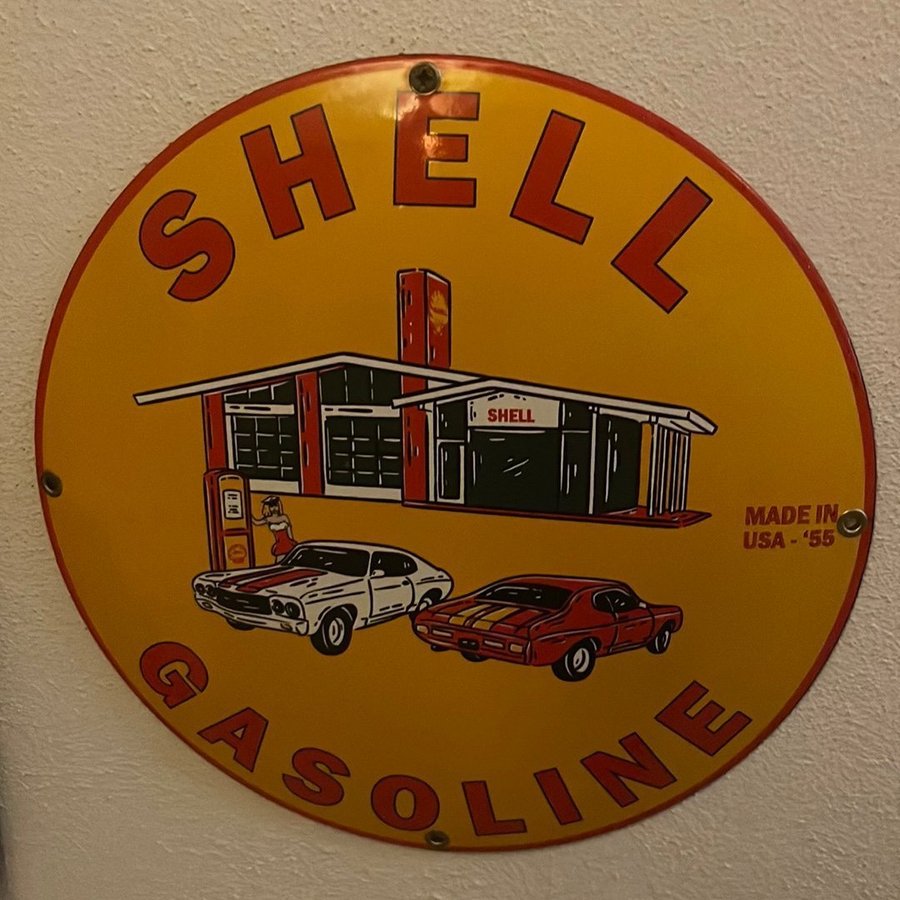 SHELL
SHELL
MADE IN
USA - '55
GASOLINE